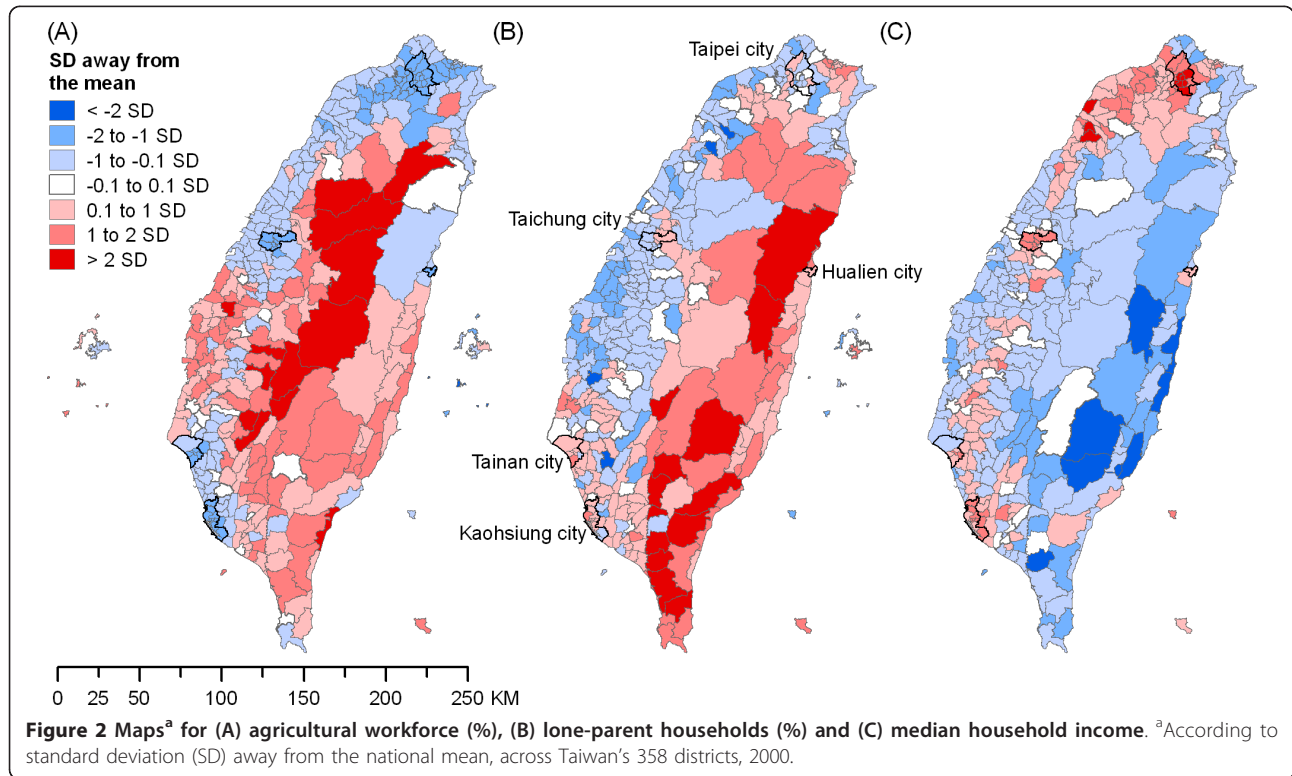 (A)
(B)
(C)
SD away from
the mean
< -2 SD
-2 to -1 SD
-1 to -0.1 SD
-0.1 to 0.1 SD
0.1 to 1 SD
1 to 2 SD
> 2 SD
Taipei city
Taichung city
Hualien city
Tainan city
Kaohsiung city
0 25 50 100 150 200 250 KM
Figure 2 Mapsᵃ for (A) agricultural workforce (%), (B) lone-parent households (%) and (C) median household income. ᵃAccording to
standard deviation (SD) away from the national mean, across Taiwan's 358 districts, 2000.